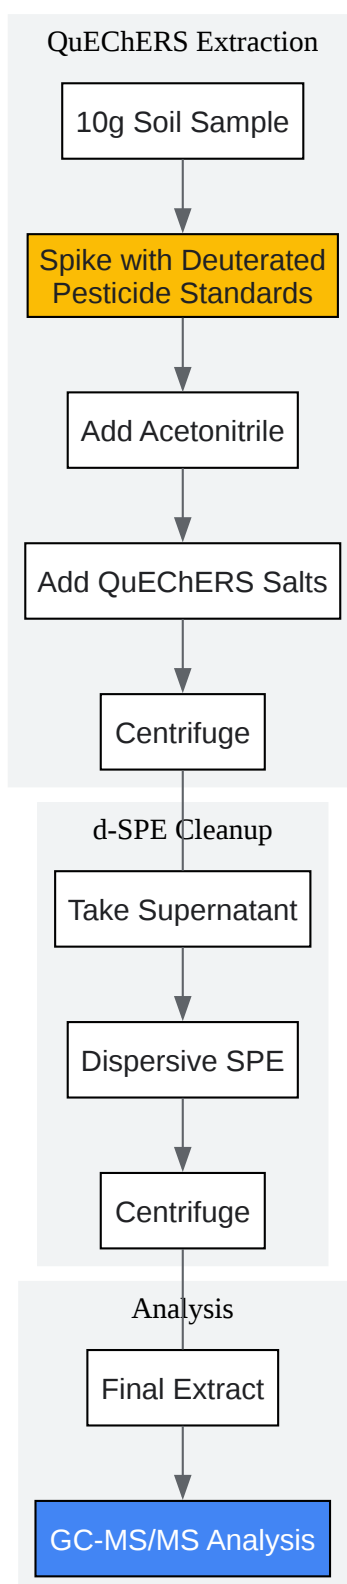 QuEChERS Extraction
10g Soil Sample
Spike with Deuterated
Pesticide Standards
Add Acetonitrile
Add QuEChERS Salts
Centrifuge
d-SPE Cleanup
Take Supernatant
Dispersive SPE
Centrifuge
Analysis
Final Extract
GC-MS/MS Analysis